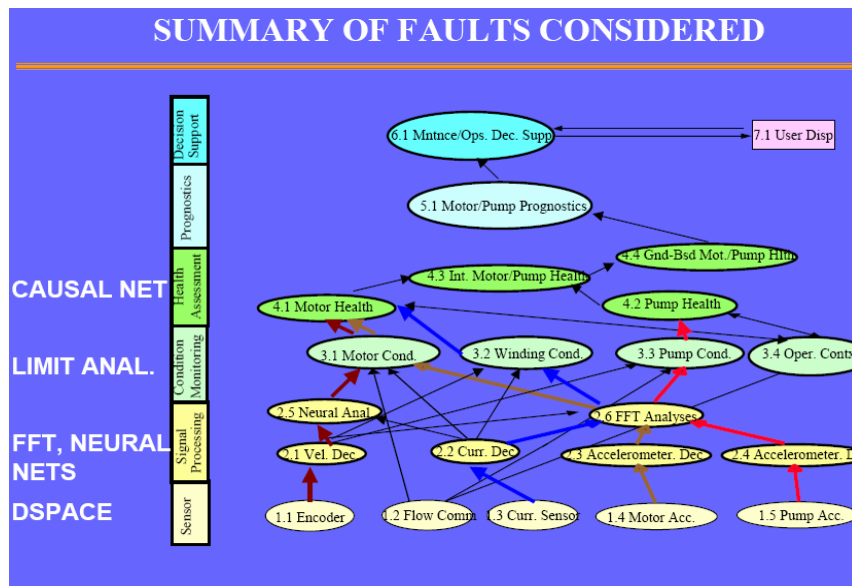 SUMMARY OF FAULTS CONSIDERED
Decision
Support
6.1 Mntnce/Ops. Dec. Supp
7.1 User Disp
Prognostics
5.1 Motor/Pump Prognostics
CAUSAL NET
Health
Assessment
4.4 Gnd-Bsd Mot./Pump Hlth
4.3 Int. Motor/Pump Health
4.1 Motor Health
4.2 Pump Health
LIMIT ANAL.
Condition
Monitoring
3.1 Motor Cond.
3.2 Winding Cond.
3.3 Pump Cond.
3.4 Oper. Contx
FFT, NEURAL
NETS
Signal
Processing
2.5 Neural Anal
2.6 FFT Analyses
2.1 Vel. Dec
2.2 Curr. Dec
2.3 Accelerometer. Dec
2.4 Accelerometer. D
DSPACE
Sensor
1.1 Encoder
1.2 Flow Comm
1.3 Curr. Sensor
1.4 Motor Acc.
1.5 Pump Acc.